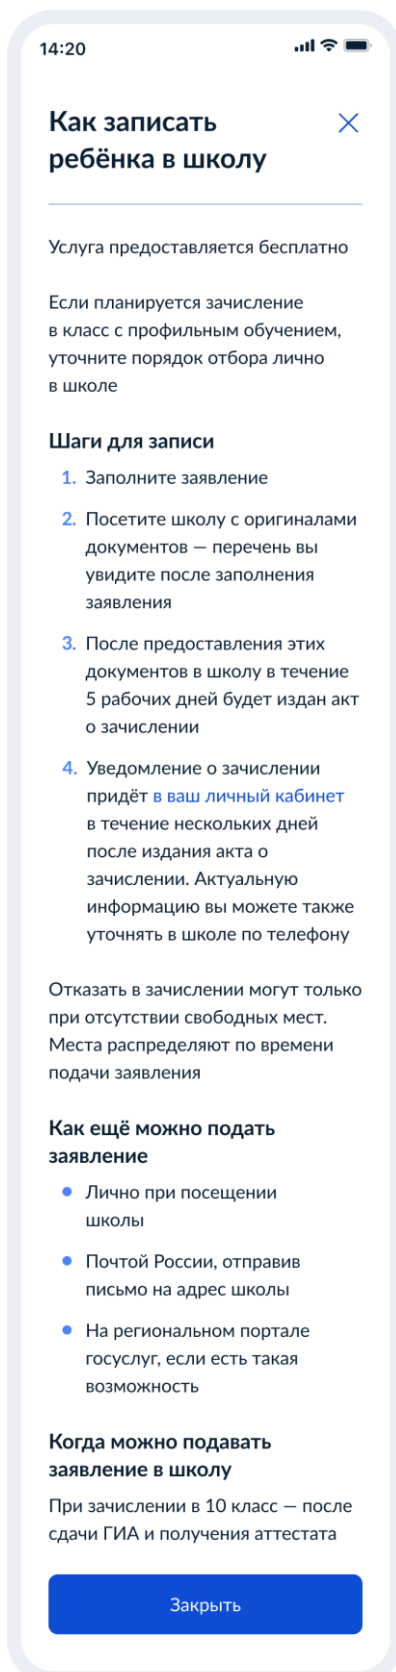 14:20
Как записать
ребёнка в школу
Услуга предоставляется бесплатно
Если планируется зачисление
в класс с профильным обучением,
уточните порядок отбора лично
в школе
Шаги для записи
1. Заполните заявление
2. Посетите школу с оригиналами
документов — перечень вы
увидите после заполнения
заявления
3. После предоставления этих
документов в школу в течение
5 рабочих дней будет издан акт
о зачислении
4. Уведомление о зачислении
придёт в ваш личный кабинет
в течение нескольких дней
после издания акта о
зачислении. Актуальную
информацию вы можете также
уточнять в школе по телефону
Отказать в зачислении могут только
при отсутствии свободных мест.
Места распределяют по времени
подачи заявления
Как ещё можно подать
заявление
• Лично при посещении
школы
• Почтой России, отправив
письмо на адрес школы
• На региональном портале
госуслуг, если есть такая
возможность
Когда можно подавать
заявление в школу
При зачислении в 10 класс — после
сдачи ГИА и получения аттестата
Закрыть